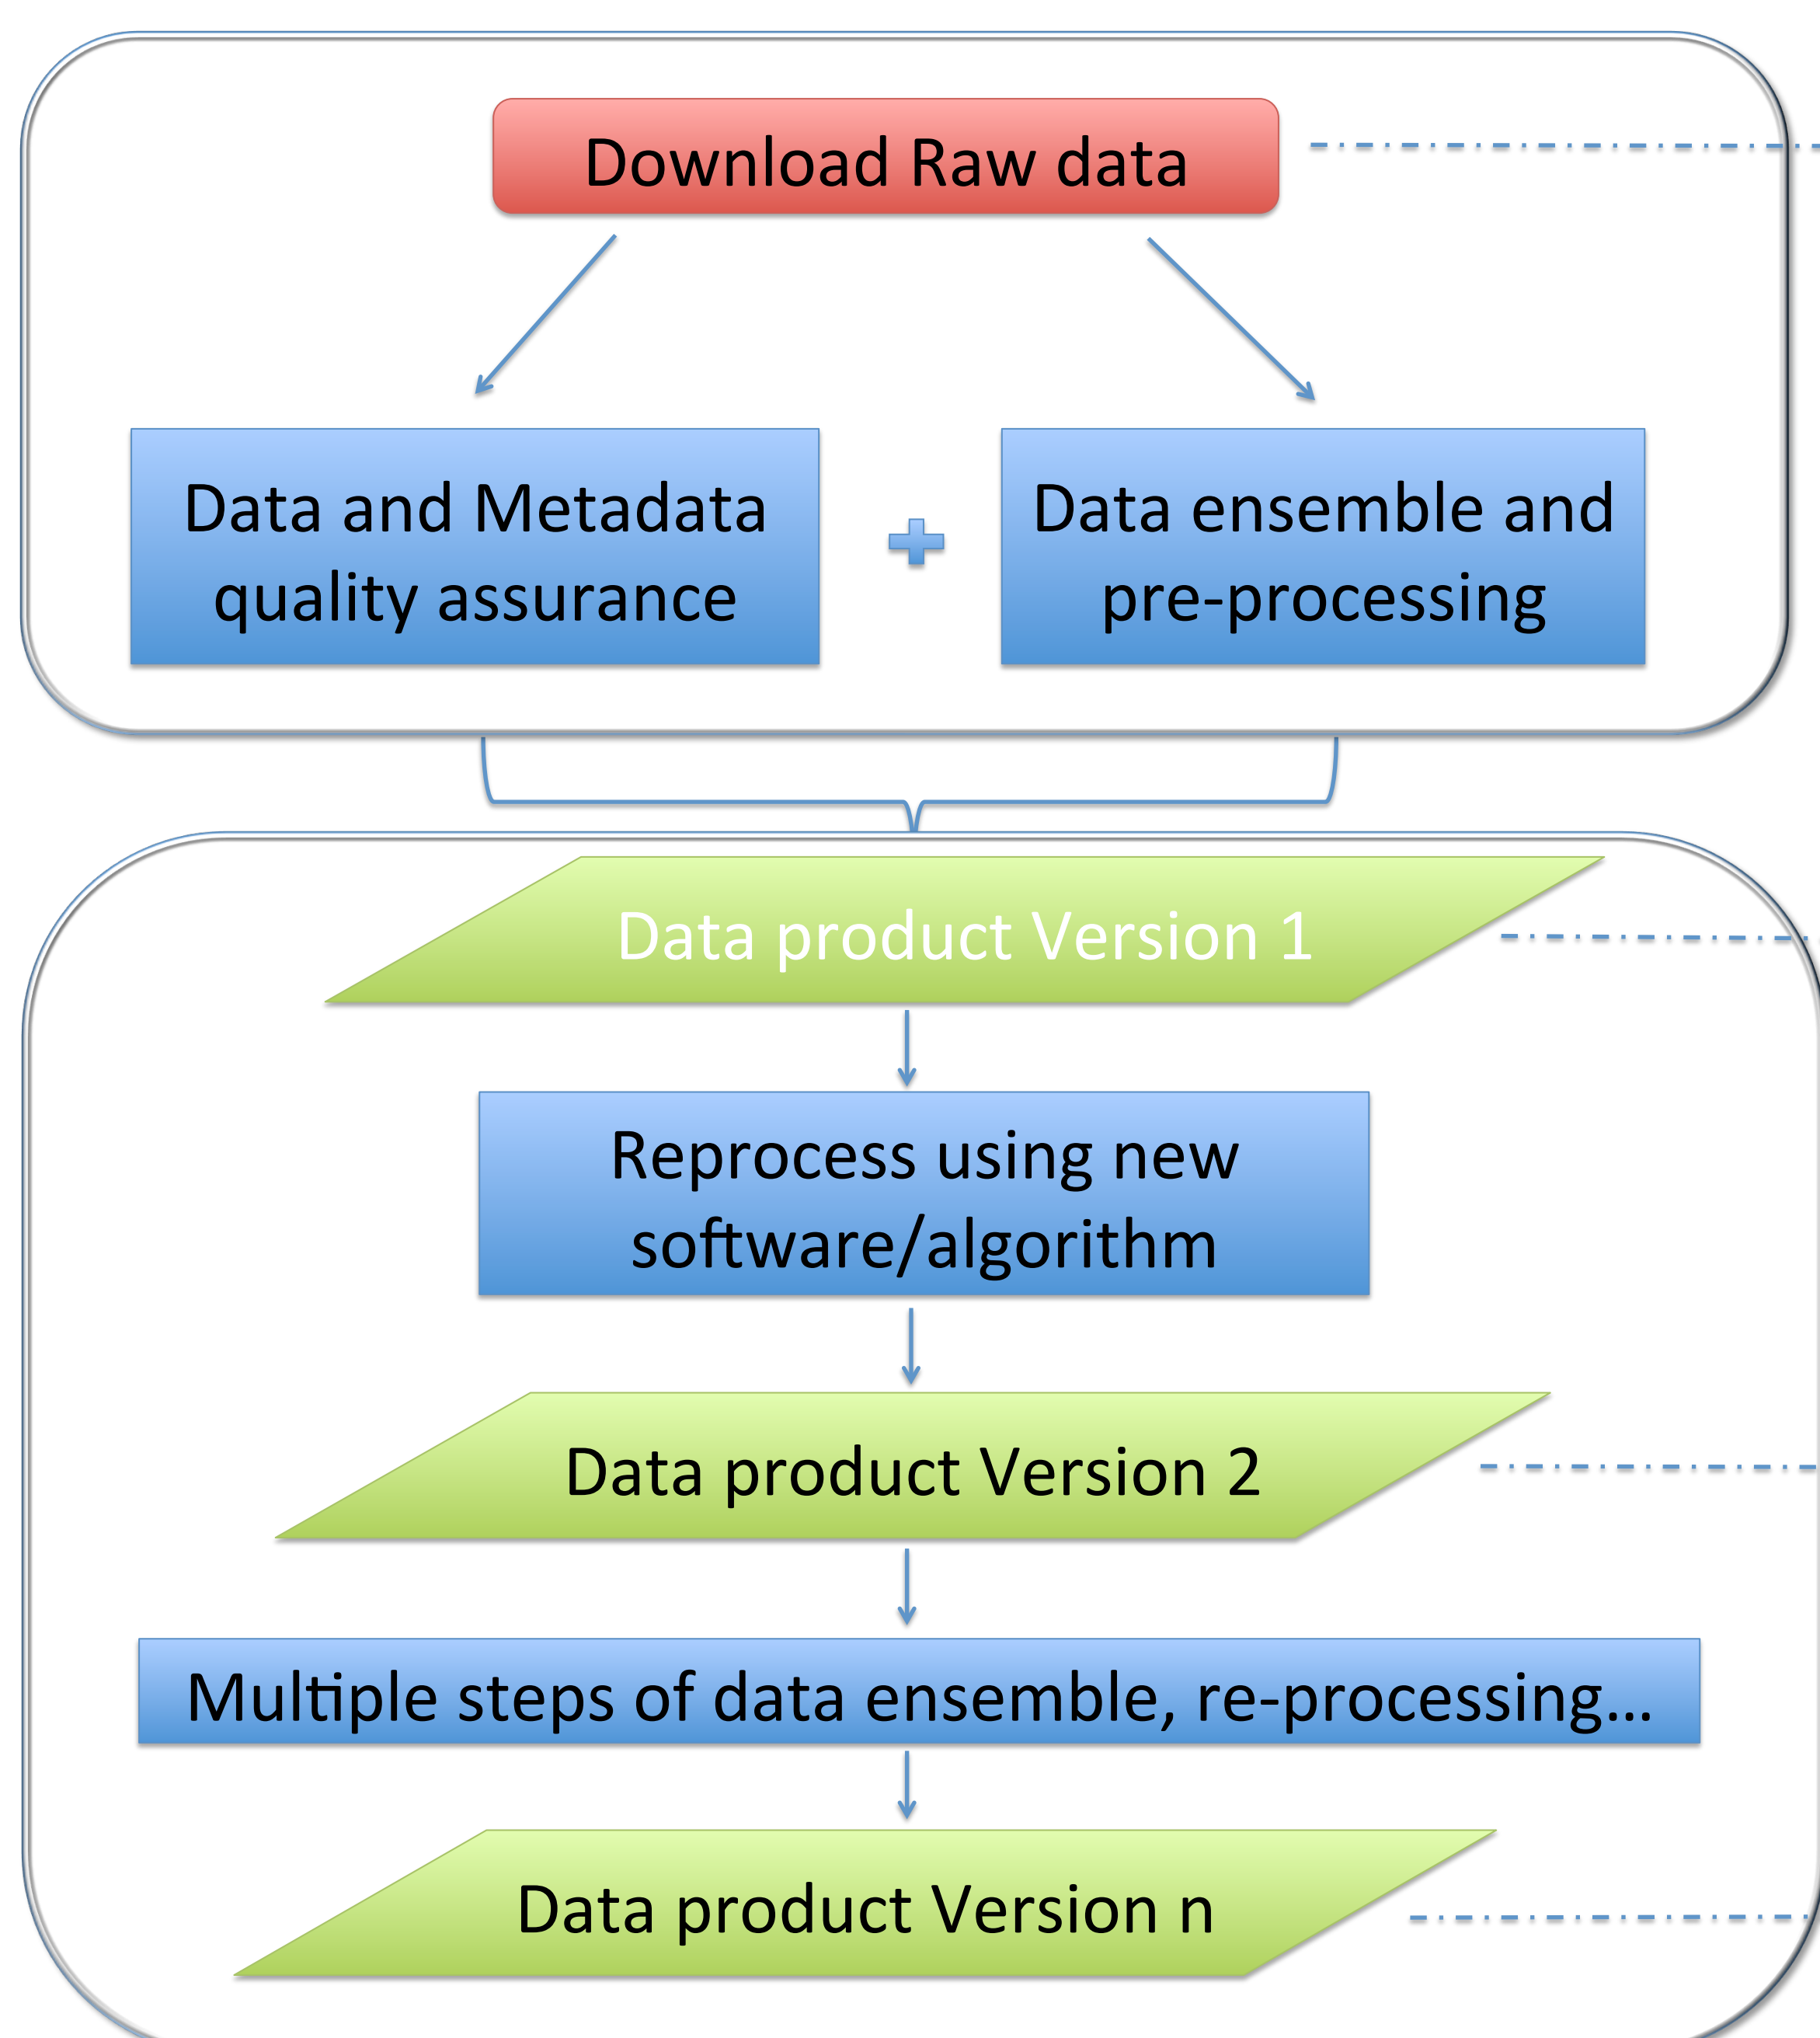 Download Raw data
Data and Metadata
quality assurance
Data ensemble and
pre-processing
Data product Version 1
Reprocess using new
software/algorithm
Data product Version 2
Multiple steps of data ensemble, re-processing...
Data product Version n